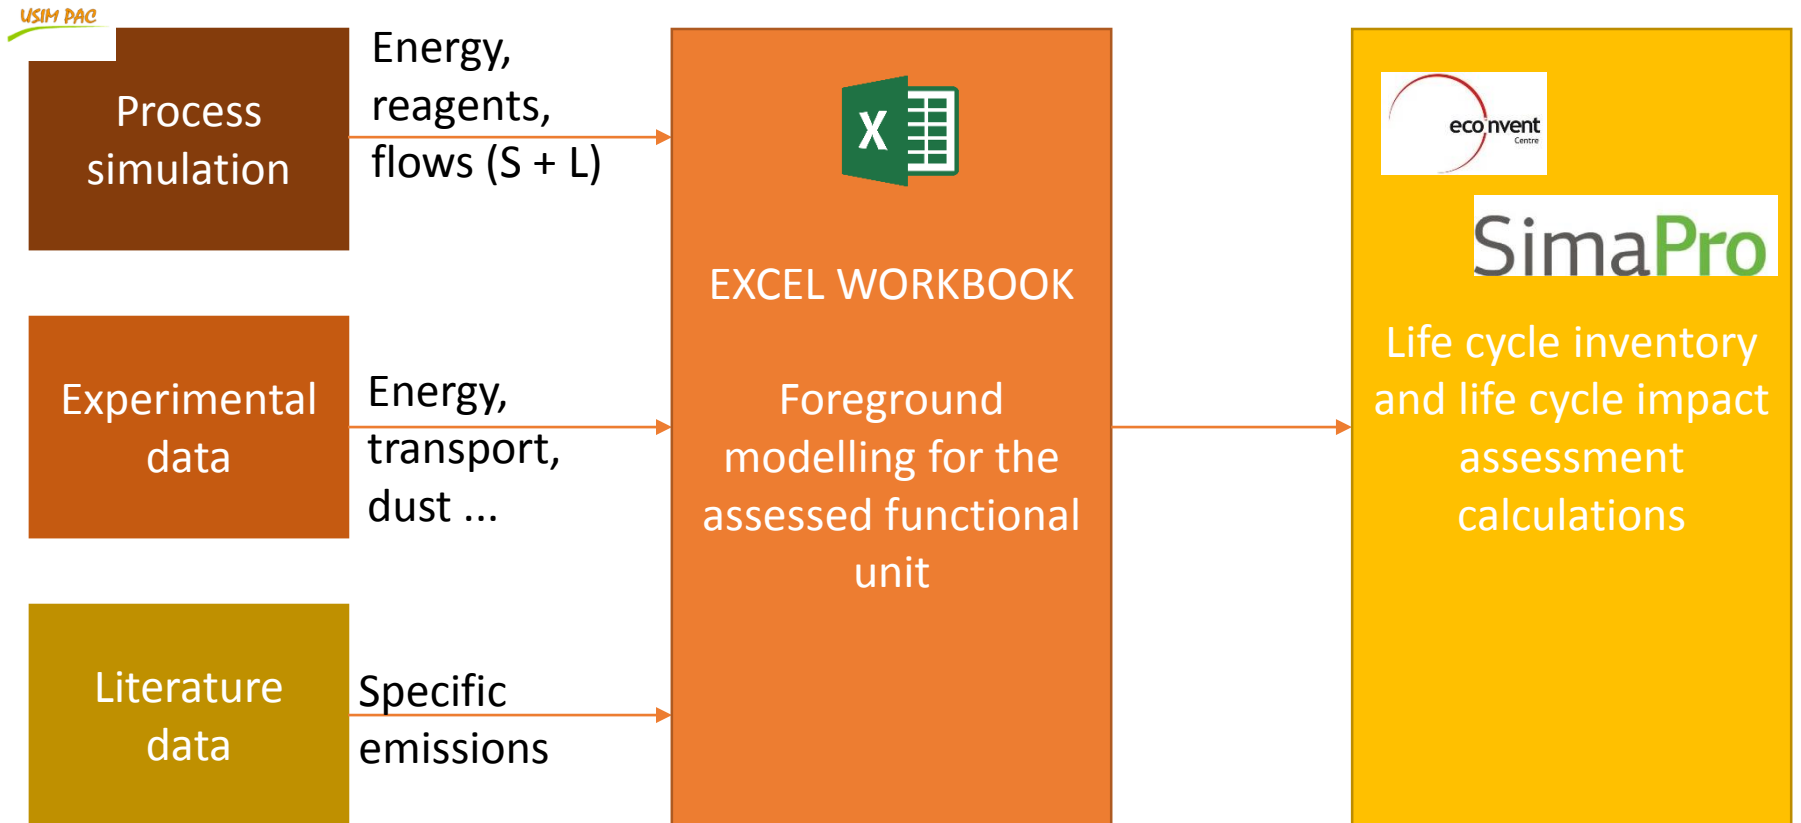 USIM PAC
Process
simulation
Energy,
reagents,
flows (S + L)
Experimental
data
Energy,
transport,
dust ...
Literature
data
Specific
emissions
X
EXCEL WORKBOOK
Foreground
modelling for the
assessed functional
unit
ecoinvent
Centre
SimaPro
Life cycle inventory
and life cycle impact
assessment
calculations